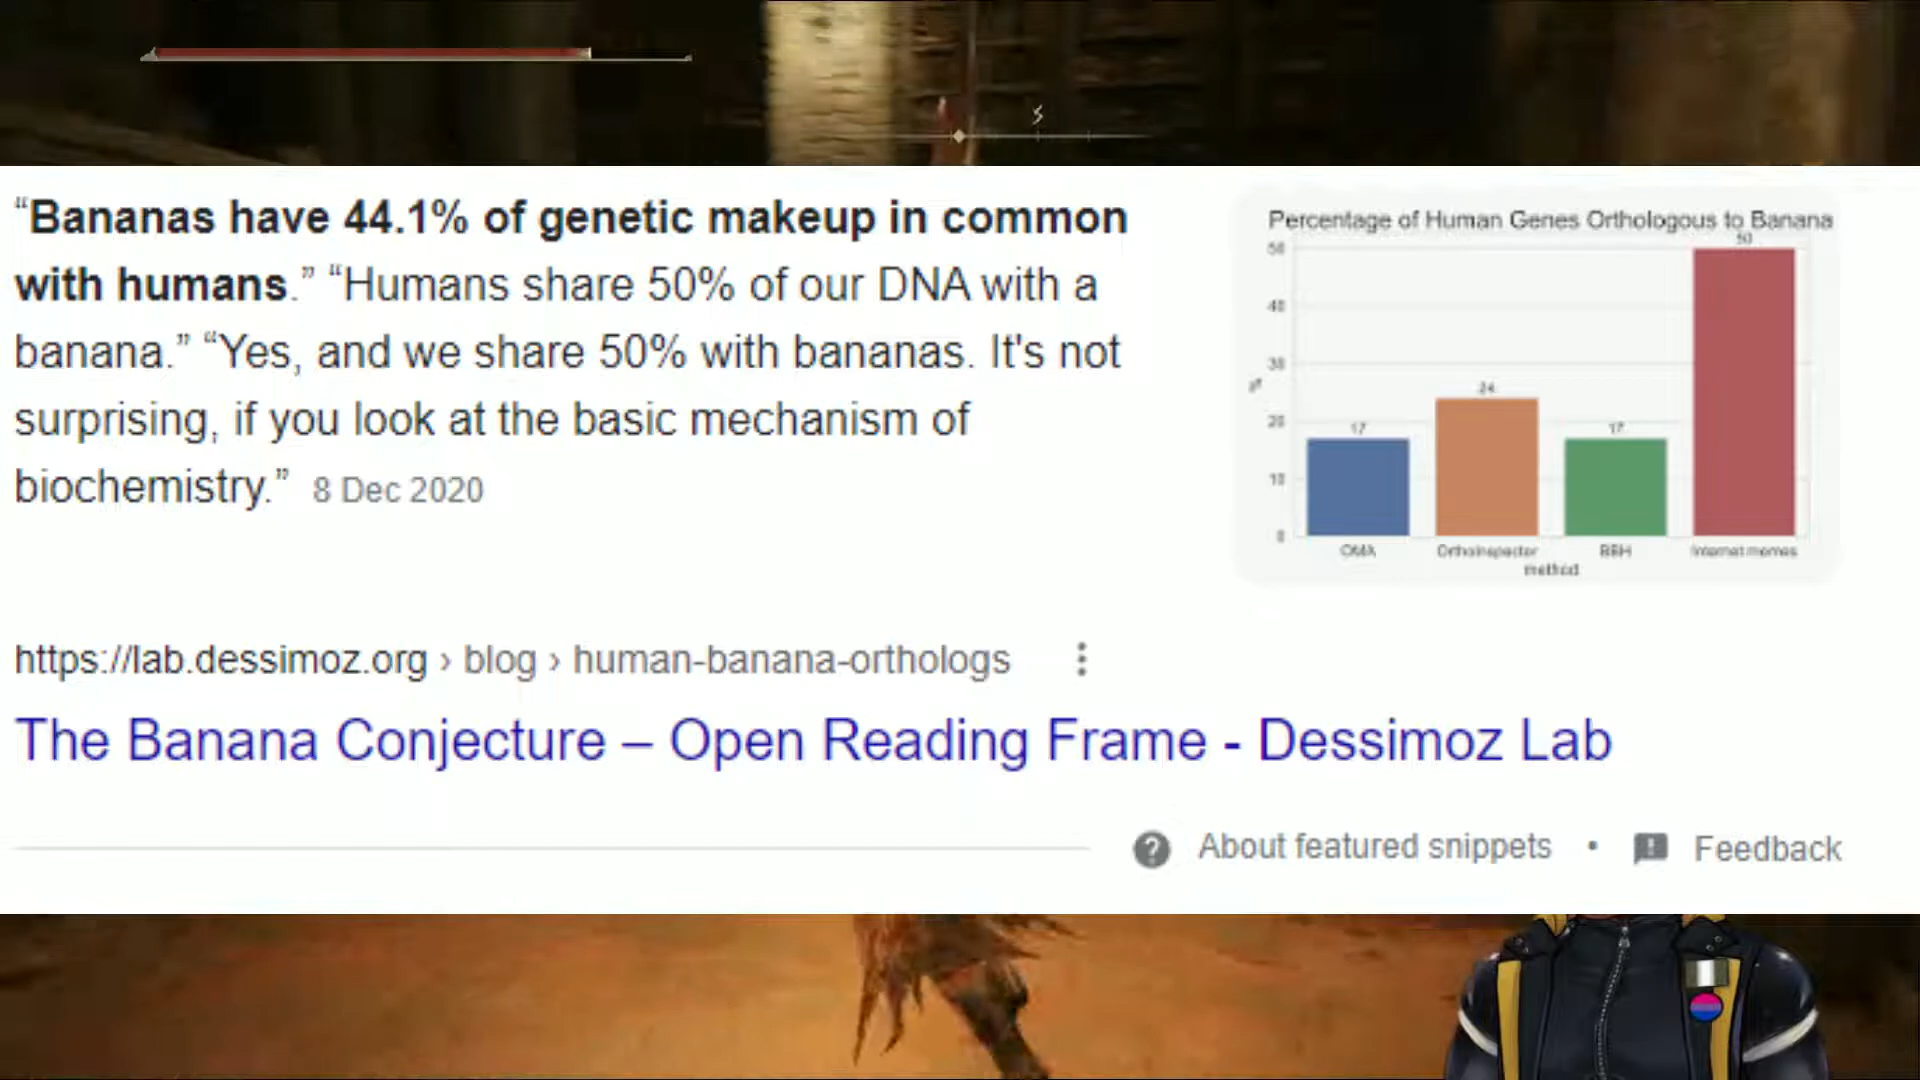 “Bananas have 44.1% of genetic makeup in common
with humans.” “Humans share 50% of our DNA with a
banana.” “Yes, and we share 50% with bananas. It's not
surprising, if you look at the basic mechanism of
biochemistry.” 8 Dec 2020
Percentage of Human Genes Orthologous to Banana
50
50
40
30
24
%
20
17
17
10
0
OMA
OrthoInspector
BBH
Internet memes
method
https://lab.dessimoz.org › blog › human-banana-orthologs
The Banana Conjecture – Open Reading Frame - Dessimoz Lab
About featured snippets • Feedback